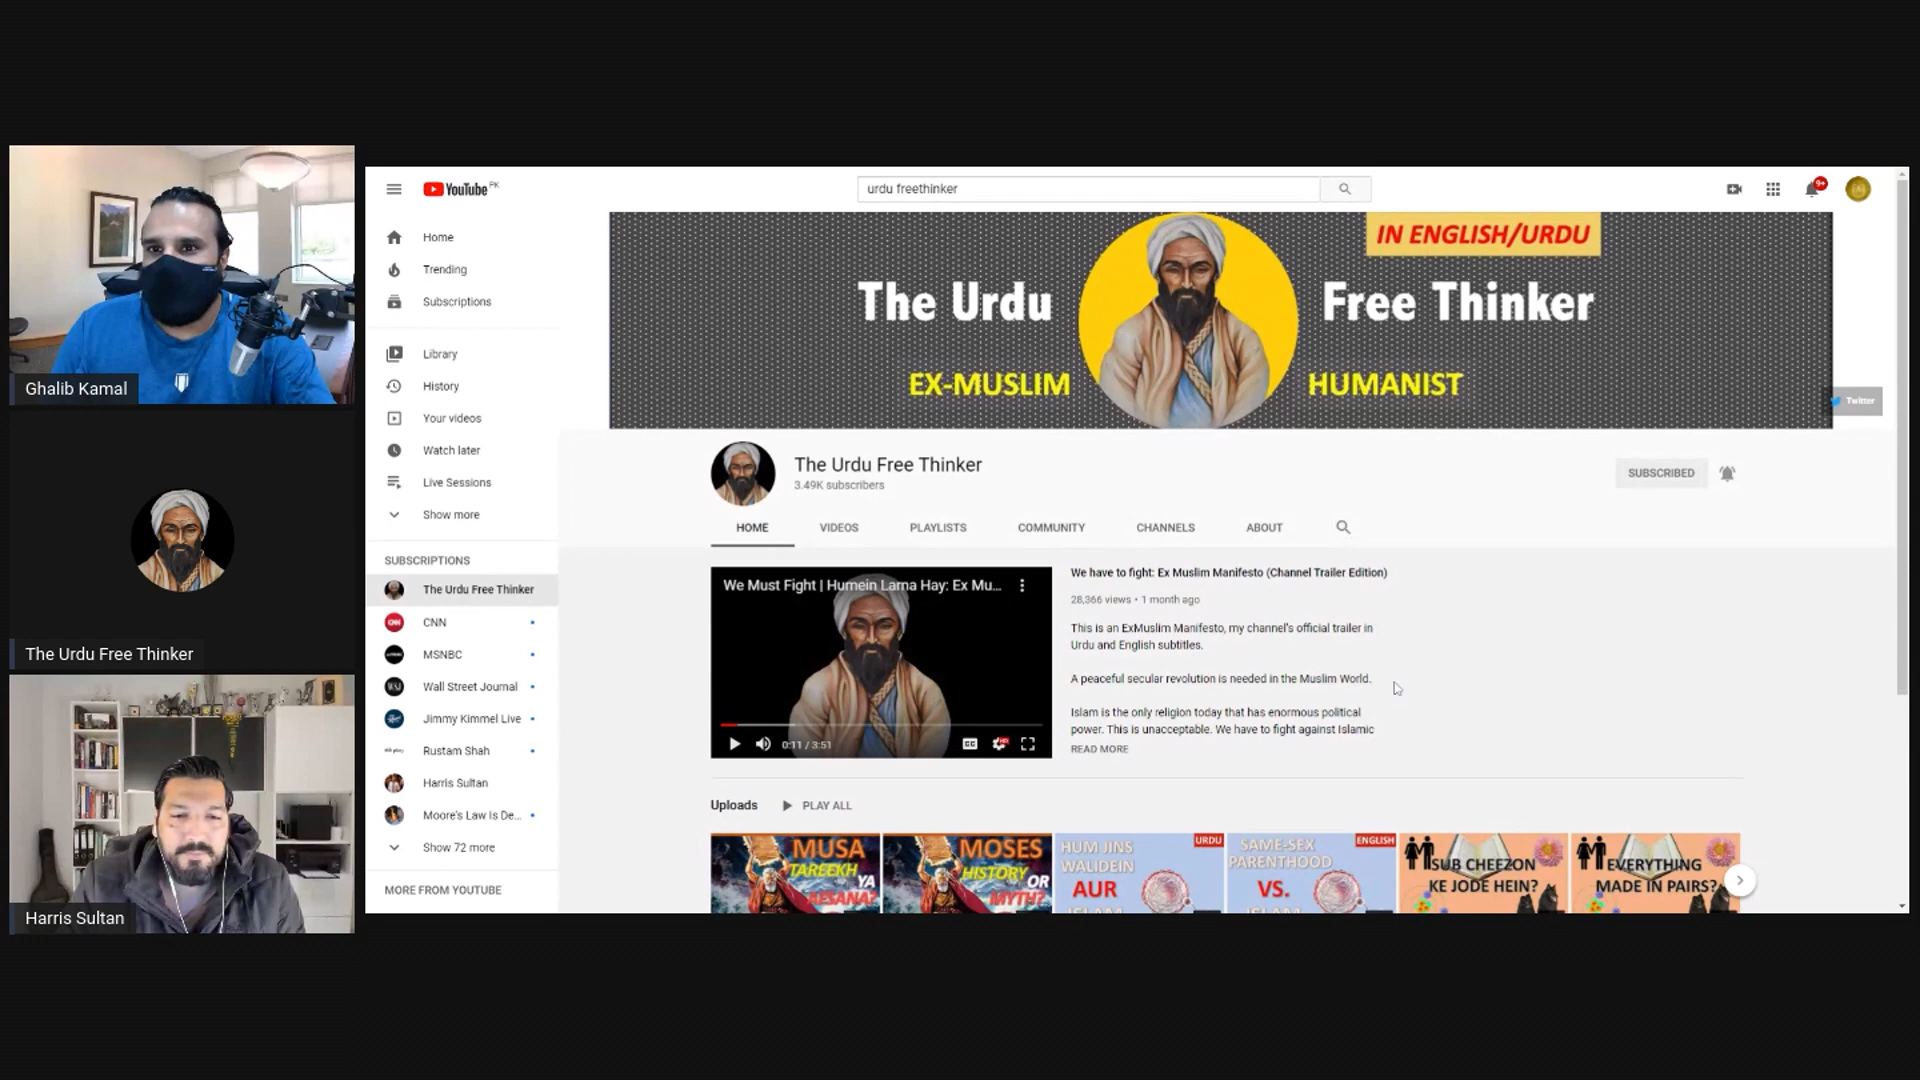 Ghalib Kamal
The Urdu Free Thinker
Harris Sultan
YouTube PK
urdu freethinker
9+
Home
Trending
Subscriptions
Library
History
Your videos
Watch later
Live Sessions
Show more
SUBSCRIPTIONS
The Urdu Free Thinker
CNN
MSNBC
Wall Street Journal
Jimmy Kimmel Live
Rustam Shah
Harris Sultan
Moore's Law Is De...
Show 72 more
MORE FROM YOUTUBE
IN ENGLISH/URDU
The Urdu Free Thinker
EX-MUSLIM HUMANIST
Twitter
The Urdu Free Thinker
3.49K subscribers
SUBSCRIBED
HOME VIDEOS PLAYLISTS COMMUNITY CHANNELS ABOUT
We Must Fight | Humein Larna Hay: Ex Mu...
0:11 / 3:51
CC
HD
We have to fight: Ex Muslim Manifesto (Channel Trailer Edition)
28,366 views • 1 month ago
This is an ExMuslim Manifesto, my channel's official trailer in
Urdu and English subtitles.
A peaceful secular revolution is needed in the Muslim World.
Islam is the only religion today that has enormous political
power. This is unacceptable. We have to fight against Islamic
READ MORE
Uploads PLAY ALL
MUSA
TAREEKH YA
AFSANA?
MOSES
HISTORY OR
MYTH?
URDU
HUM JINS
WALIDEIN
AUR
ISLAM
ENGLISH
SAME-SEX
PARENTHOOD
VS.
ISLAM
SUB CHEEZON
KE JODE HEIN?
EVERYTHING
MADE IN PAIRS?